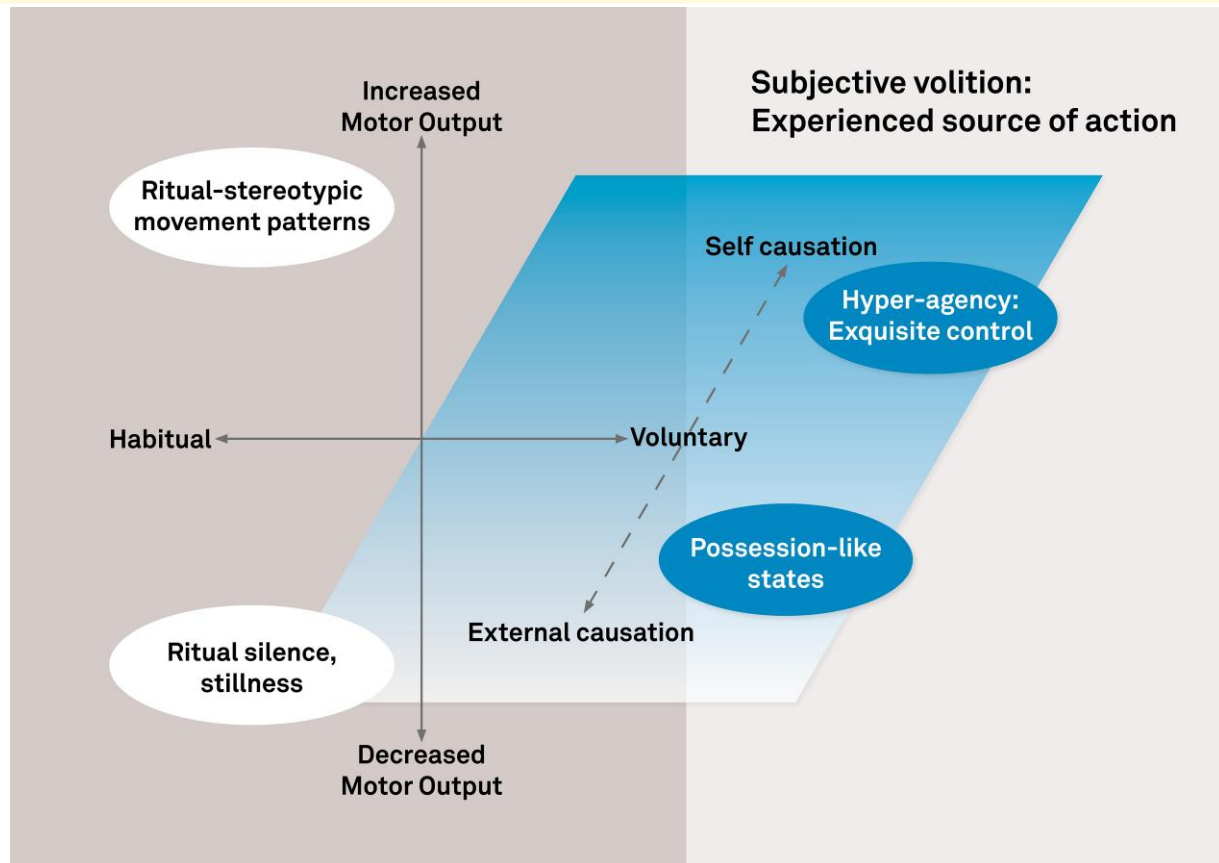 Subjective volition:
Experienced source of action
Increased
Motor Output
Ritual-stereotypic
movement patterns
Self causation
Hyper-agency:
Exquisite control
Habitual
Voluntary
Possession-like
states
External causation
Ritual silence,
stillness
Decreased
Motor Output